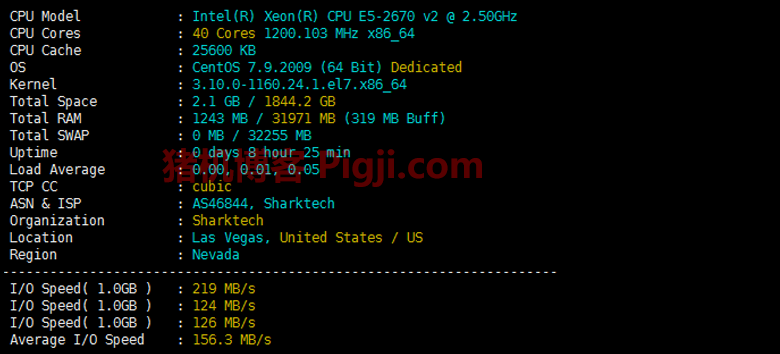 CPU Model : Intel(R) Xeon(R) CPU E5-2670 v2 @ 2.50GHz
CPU Cores : 40 Cores 1200.103 MHz x86_64
CPU Cache : 25600 KB
OS : CentOS 7.9.2009 (64 Bit) Dedicated
Kernel : 3.10.0-1160.24.1.el7.x86_64
Total Space : 2.1 GB / 1844.2 GB
Total RAM : 1243 MB / 31971 MB (319 MB Buff)
Total SWAP : 0 MB / 32255 MB
Uptime : 0 days 8 hour 25 min
Load Average : 0.00, 0.01, 0.05
猪机博客 Pigji.com
TCP CC : cubic
ASN & ISP : AS46844, Sharktech
Organization : Sharktech
Location : Las Vegas, United States / US
Region : Nevada
----------------------------------------------------------------------
I/O Speed( 1.0GB ) : 219 MB/s
I/O Speed( 1.0GB ) : 124 MB/s
I/O Speed( 1.0GB ) : 126 MB/s
Average I/O Speed : 156.3 MB/s